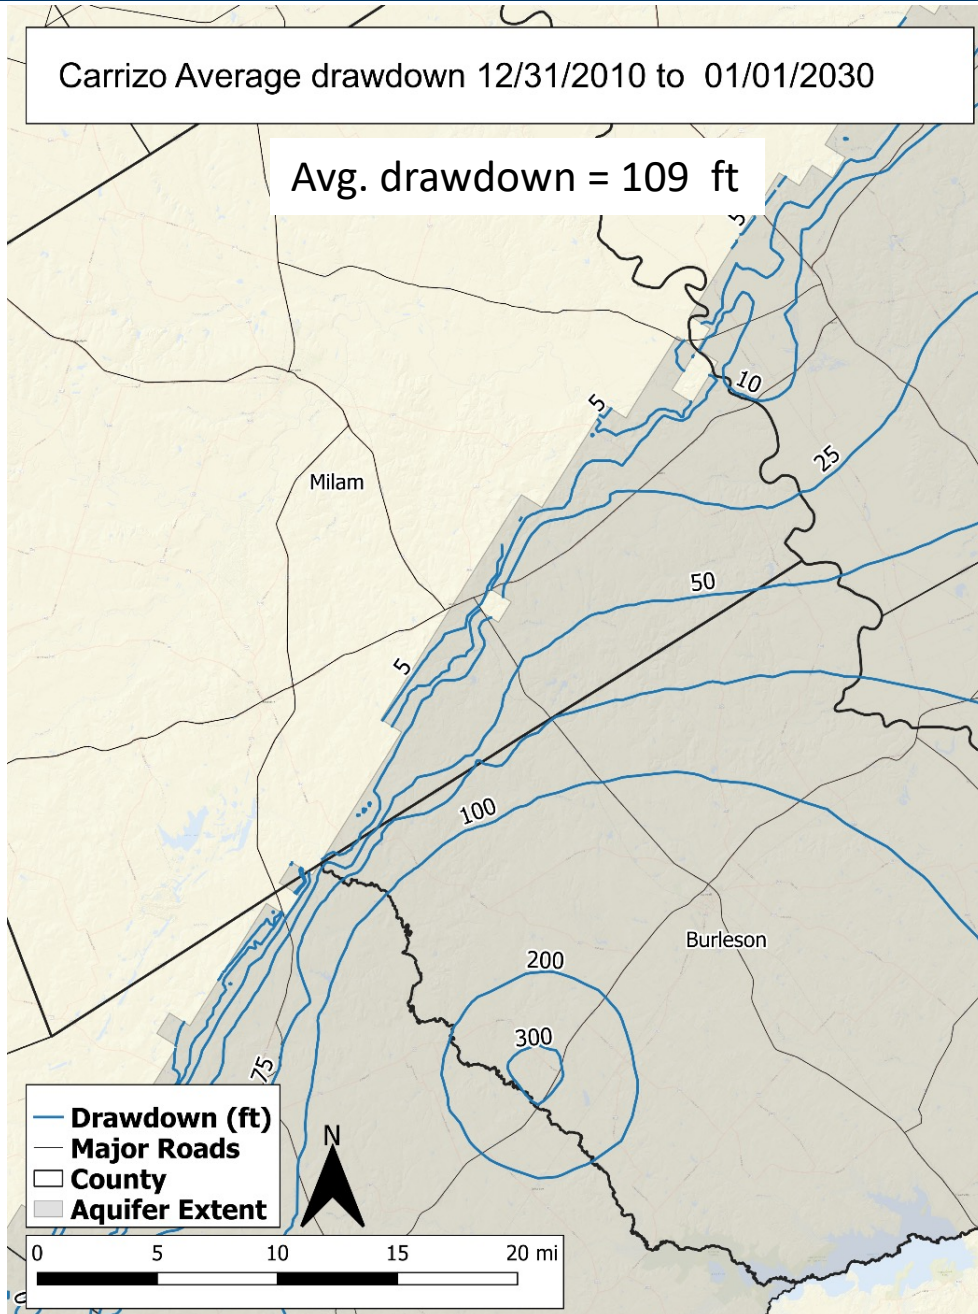 Carrizo Average drawdown 12/31/2010 to 01/01/2030
Avg. drawdown = 109 ft
5
10
5
25
Milam
50
5
100
Burleson
200
300
75
Drawdown (ft)
Major Roads
County
Aquifer Extent
N
0 5 10 15 20 mi